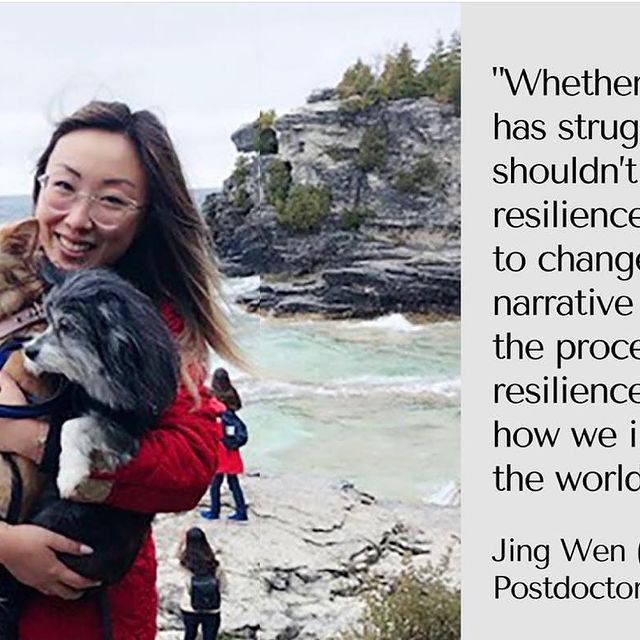 "Whether
has strug
shouldn't
resilience
to change
narrative
the proce
resilience
how we i
the world
Jing Wen (
Postdoctor